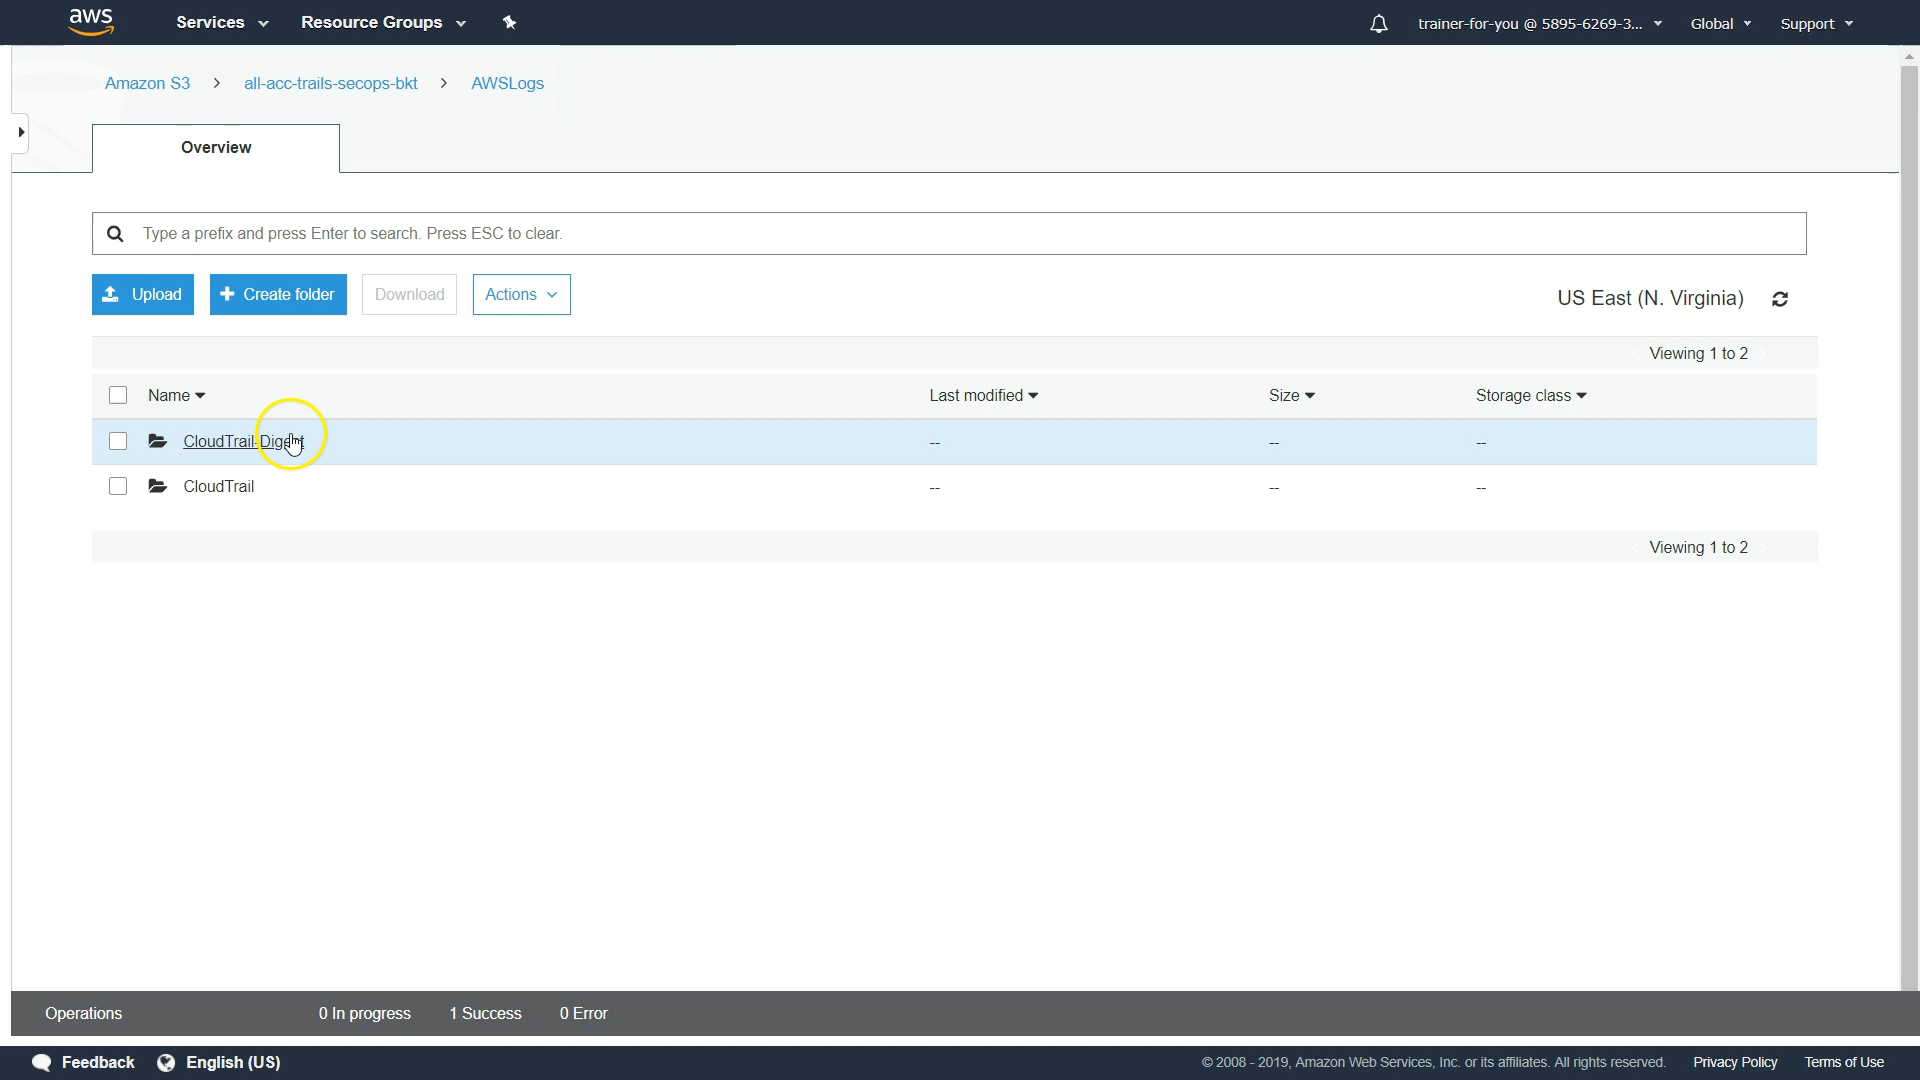 aws Services Resource Groups trainer-for-you @ 5895-6269-3... Global Support
Amazon S3 > all-acc-trails-secops-bkt > AWSLogs
Overview
Type a prefix and press Enter to search. Press ESC to clear.
Upload + Create folder Download Actions US East (N. Virginia)
Viewing 1 to 2
Name Last modified Size Storage class
CloudTrail-Digest -- -- --
CloudTrail -- -- --
Viewing 1 to 2
Operations 0 In progress 1 Success 0 Error
Feedback English (US) © 2008 - 2019, Amazon Web Services, Inc. or its affiliates. All rights reserved. Privacy Policy Terms of Use